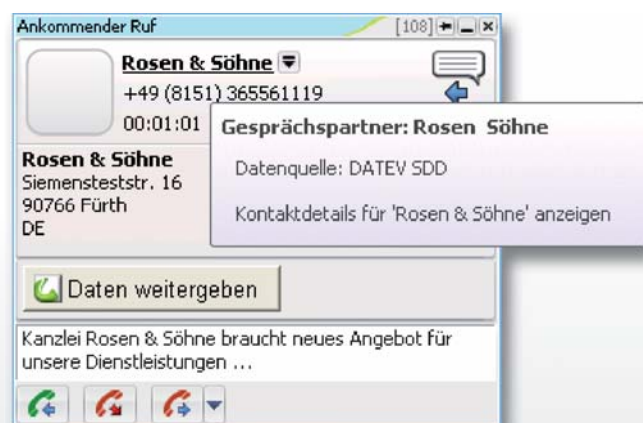 Ankommender Ruf [108]
Rosen & Söhne
+49 (8151) 365561119
00:01:01
Gesprächspartner: Rosen Söhne
Datenquelle: DATEV SDD
Kontaktdetails für 'Rosen & Söhne' anzeigen
Rosen & Söhne
Siemensteststr. 16
90766 Fürth
DE
Daten weitergeben
Kanzlei Rosen & Söhne braucht neues Angebot für
unsere Dienstleistungen ...